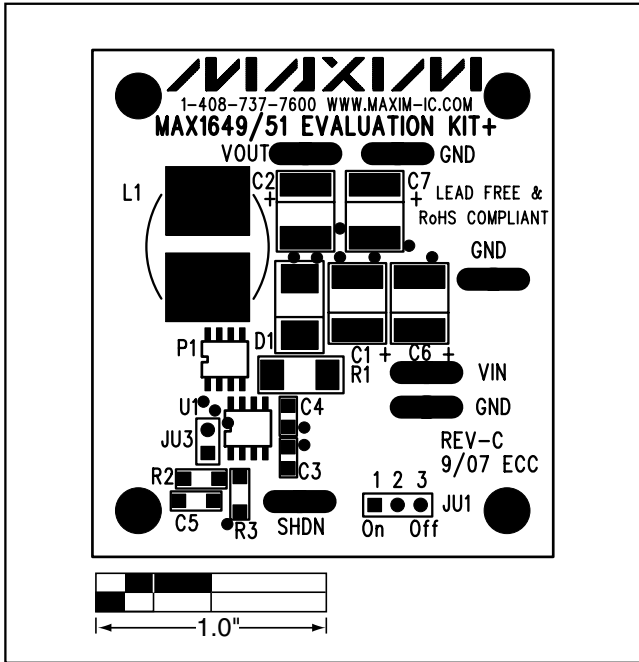 MAXIM
1-408-737-7600 WWW.MAXIM-IC.COM
MAX1649/51 EVALUATION KIT+
VOUT GND
L1 C2 + C7 +
LEAD FREE &
RoHS COMPLIANT
GND
P1 D1 C1 + C6 +
R1 VIN
U1 C4 GND
JU3
REV-C
9/07 ECC
C3
R2
1 2 3
JU1
C5 R3 SHDN On Off
1.0"